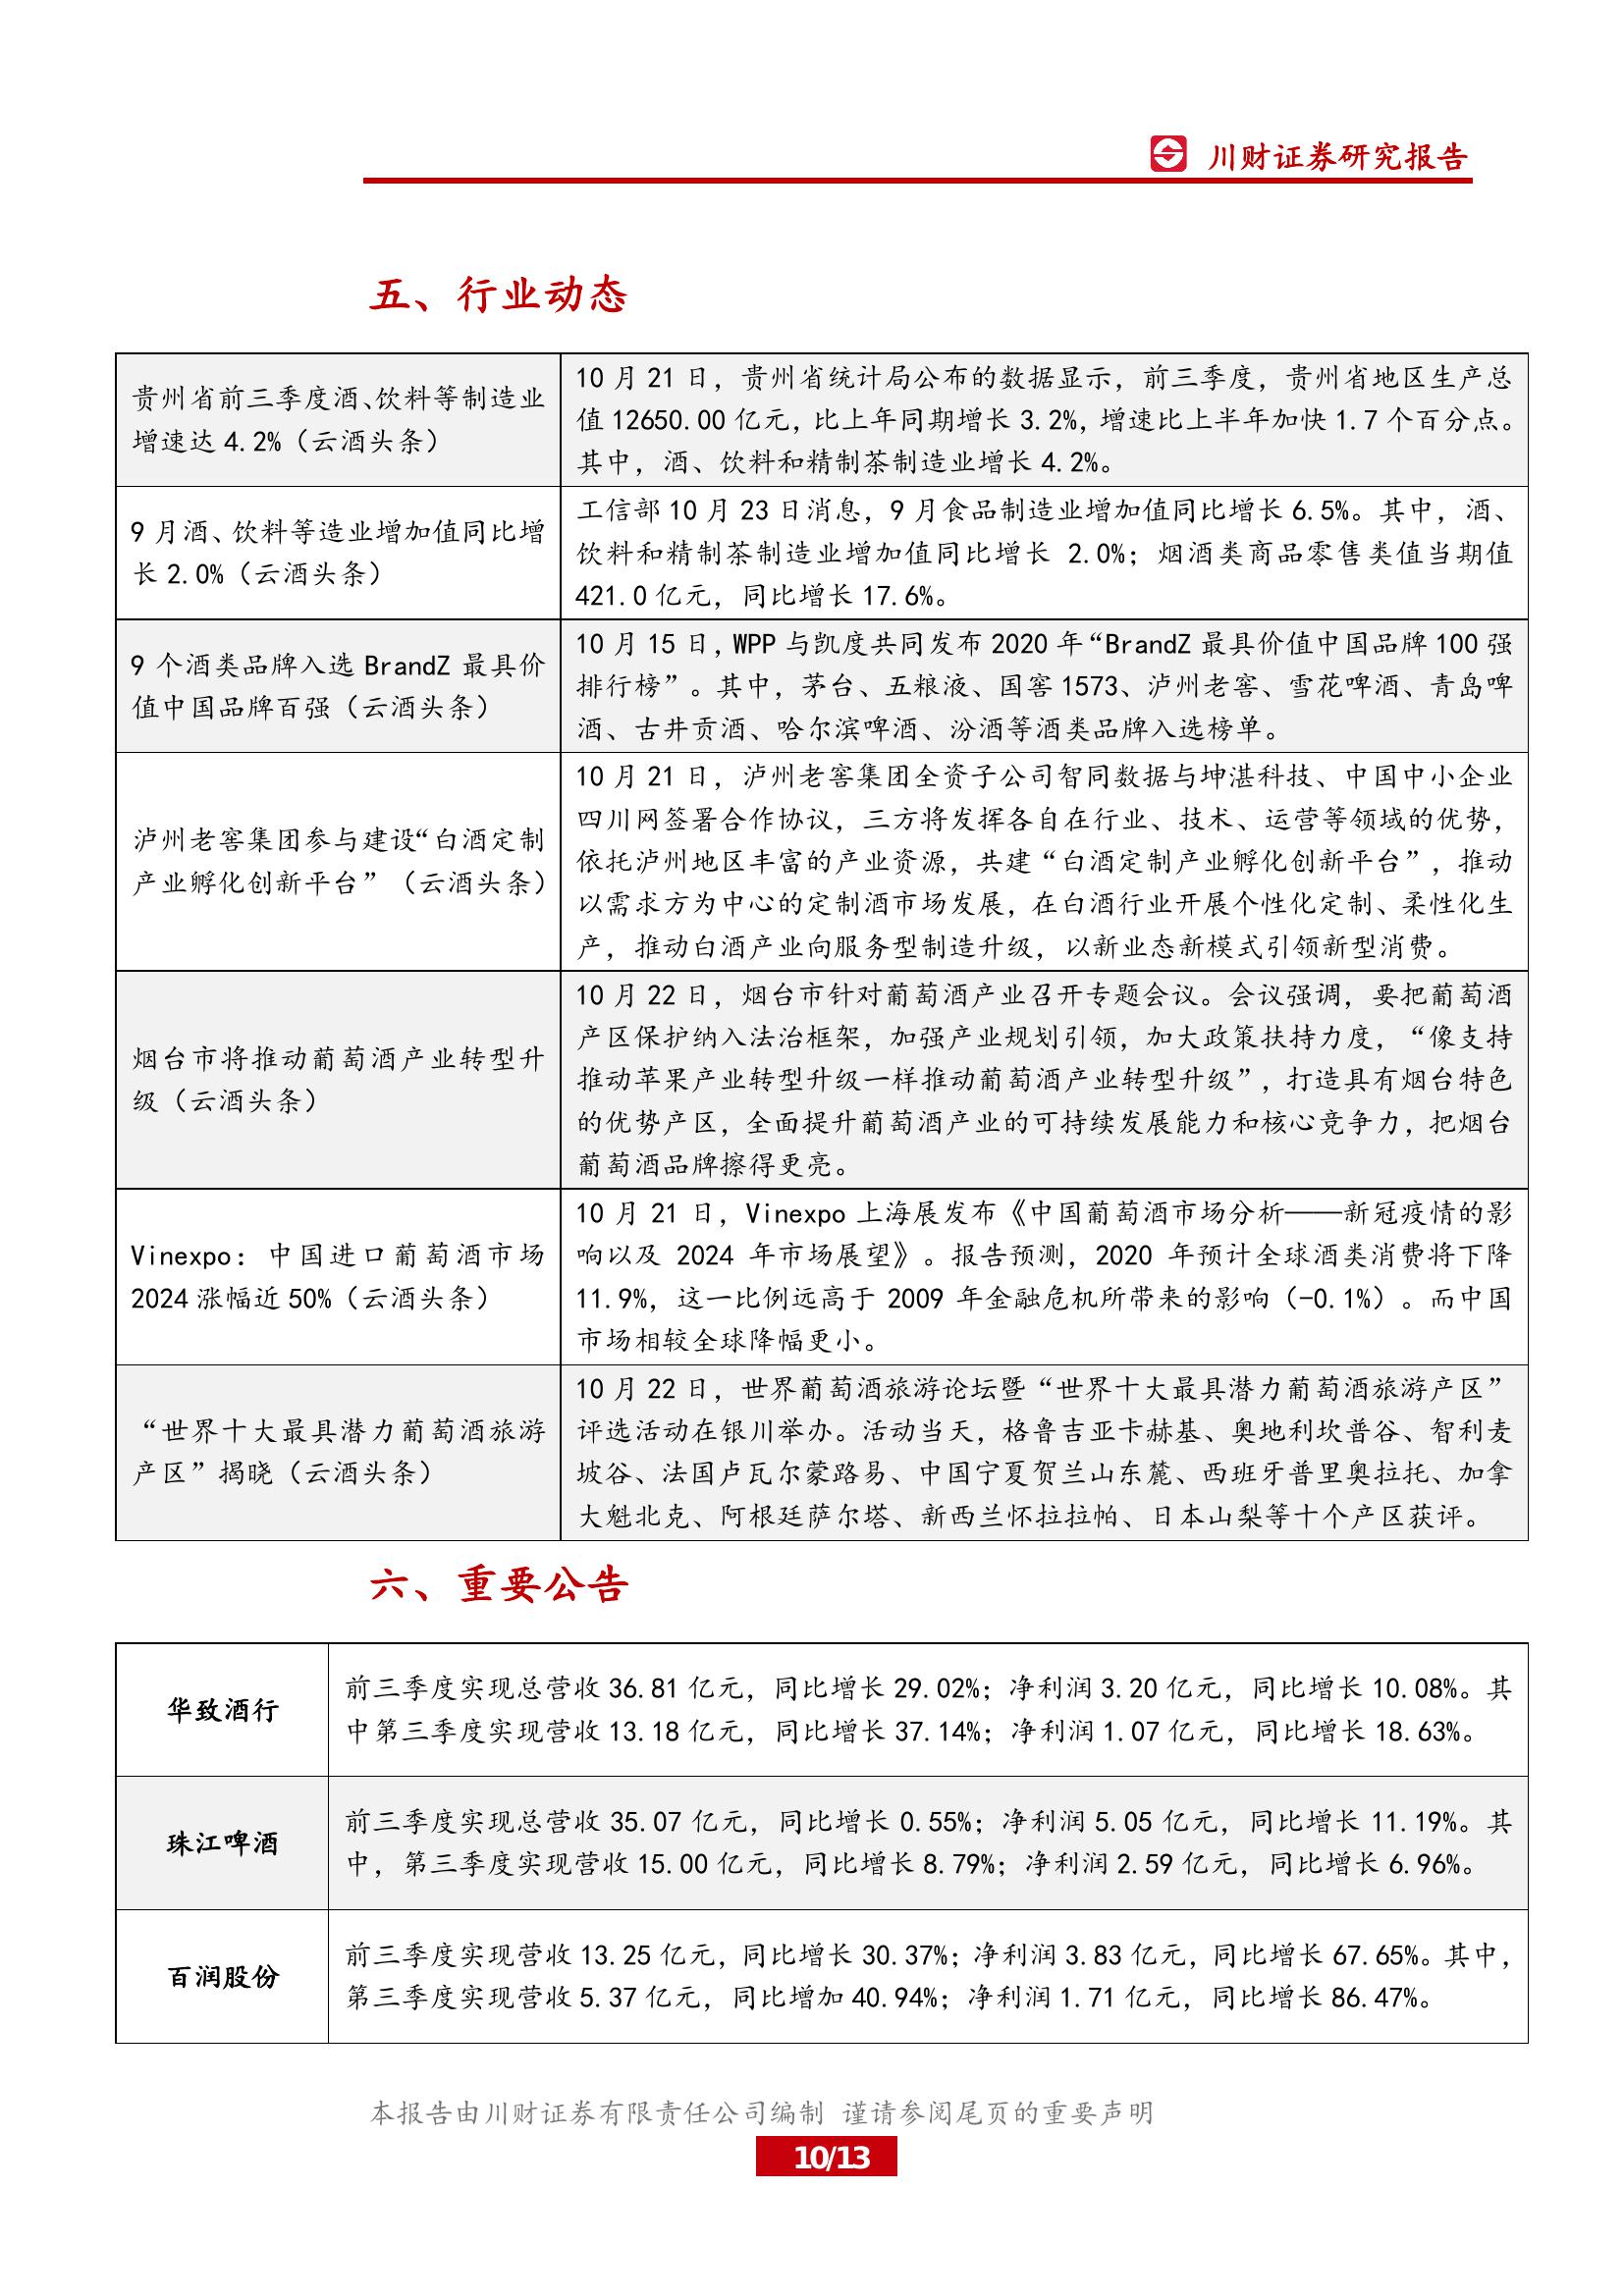 川财证券研究报告
五、行业动态
贵州省前三季度酒、饮料等制造业
增速达 4.2%（云酒头条）
10 月 21 日，贵州省统计局公布的数据显示，前三季度，贵州省地区生产总
值 12650.00 亿元，比上年同期增长 3.2%，增速比上半年加快 1.7 个百分点。
其中，酒、饮料和精制茶制造业增长 4.2%。
9 月酒、饮料等造业增加值同比增
长 2.0%（云酒头条）
工信部 10 月 23 日消息，9 月食品制造业增加值同比增长 6.5%。其中，酒、
饮料和精制茶制造业增加值同比增长 2.0%；烟酒类商品零售类值当期值
421.0 亿元，同比增长 17.6%。
9 个酒类品牌入选 BrandZ 最具价
值中国品牌百强（云酒头条）
10 月 15 日，WPP 与凯度共同发布 2020 年“BrandZ 最具价值中国品牌 100 强
排行榜”。其中，茅台、五粮液、国窖 1573、泸州老窖、雪花啤酒、青岛啤
酒、古井贡酒、哈尔滨啤酒、汾酒等酒类品牌入选榜单。
泸州老窖集团参与建设“白酒定制
产业孵化创新平台”（云酒头条）
10 月 21 日，泸州老窖集团全资子公司智同数据与坤湛科技、中国中小企业
四川网签署合作协议，三方将发挥各自在行业、技术、运营等领域的优势，
依托泸州地区丰富的产业资源，共建“白酒定制产业孵化创新平台”，推动
以需求方为中心的定制酒市场发展，在白酒行业开展个性化定制、柔性化生
产，推动白酒产业向服务型制造升级，以新业态新模式引领新型消费。
烟台市将推动葡萄酒产业转型升
级（云酒头条）
10 月 22 日，烟台市针对葡萄酒产业召开专题会议。会议强调，要把葡萄酒
产区保护纳入法治框架，加强产业规划引领，加大政策扶持力度，“像支持
推动苹果产业转型升级一样推动葡萄酒产业转型升级”，打造具有烟台特色
的优势产区，全面提升葡萄酒产业的可持续发展能力和核心竞争力，把烟台
葡萄酒品牌擦得更亮。
Vinexpo：中国进口葡萄酒市场
2024 涨幅近 50%（云酒头条）
10 月 21 日，Vinexpo 上海展发布《中国葡萄酒市场分析——新冠疫情的影
响以及 2024 年市场展望》。报告预测，2020 年预计全球酒类消费将下降
11.9%，这一比例远高于 2009 年金融危机所带来的影响（-0.1%）。而中国
市场相较全球降幅更小。
“世界十大最具潜力葡萄酒旅游
产区”揭晓（云酒头条）
10 月 22 日，世界葡萄酒旅游论坛暨“世界十大最具潜力葡萄酒旅游产区”
评选活动在银川举办。活动当天，格鲁吉亚卡赫基、奥地利坎普谷、智利麦
坡谷、法国卢瓦尔蒙路易、中国宁夏贺兰山东麓、西班牙普里奥拉托、加拿
大魁北克、阿根廷萨尔塔、新西兰怀拉拉帕、日本山梨等十个产区获评。
六、重要公告
华致酒行
前三季度实现总营收 36.81 亿元，同比增长 29.02%；净利润 3.20 亿元，同比增长 10.08%。其
中第三季度实现营收 13.18 亿元，同比增长 37.14%；净利润 1.07 亿元，同比增长 18.63%。
珠江啤酒
前三季度实现总营收 35.07 亿元，同比增长 0.55%；净利润 5.05 亿元，同比增长 11.19%。其
中，第三季度实现营收 15.00 亿元，同比增长 8.79%；净利润 2.59 亿元，同比增长 6.96%。
百润股份
前三季度实现营收 13.25 亿元，同比增长 30.37%；净利润 3.83 亿元，同比增长 67.65%。其中，
第三季度实现营收 5.37 亿元，同比增加 40.94%；净利润 1.71 亿元，同比增长 86.47%。
本报告由川财证券有限责任公司编制 谨请参阅尾页的重要声明
10/13